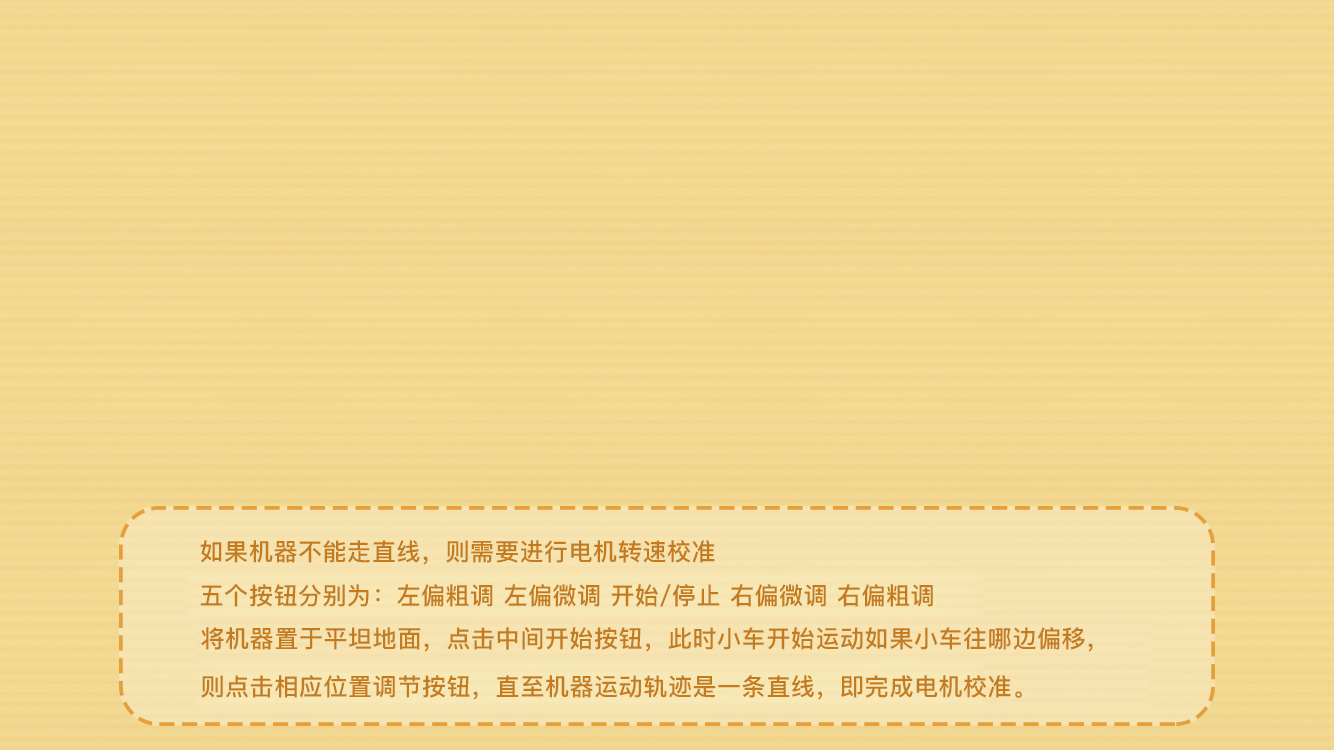 如果机器不能走直线，则需要进行电机转速校准
五个按钮分别为：左偏粗调 左偏微调 开始/停止 右偏微调 右偏粗调
将机器置于平坦地面，点击中间开始按钮，此时小车开始运动如果小车往哪边偏移，
则点击相应位置调节按钮，直至机器运动轨迹是一条直线，即完成电机校准。